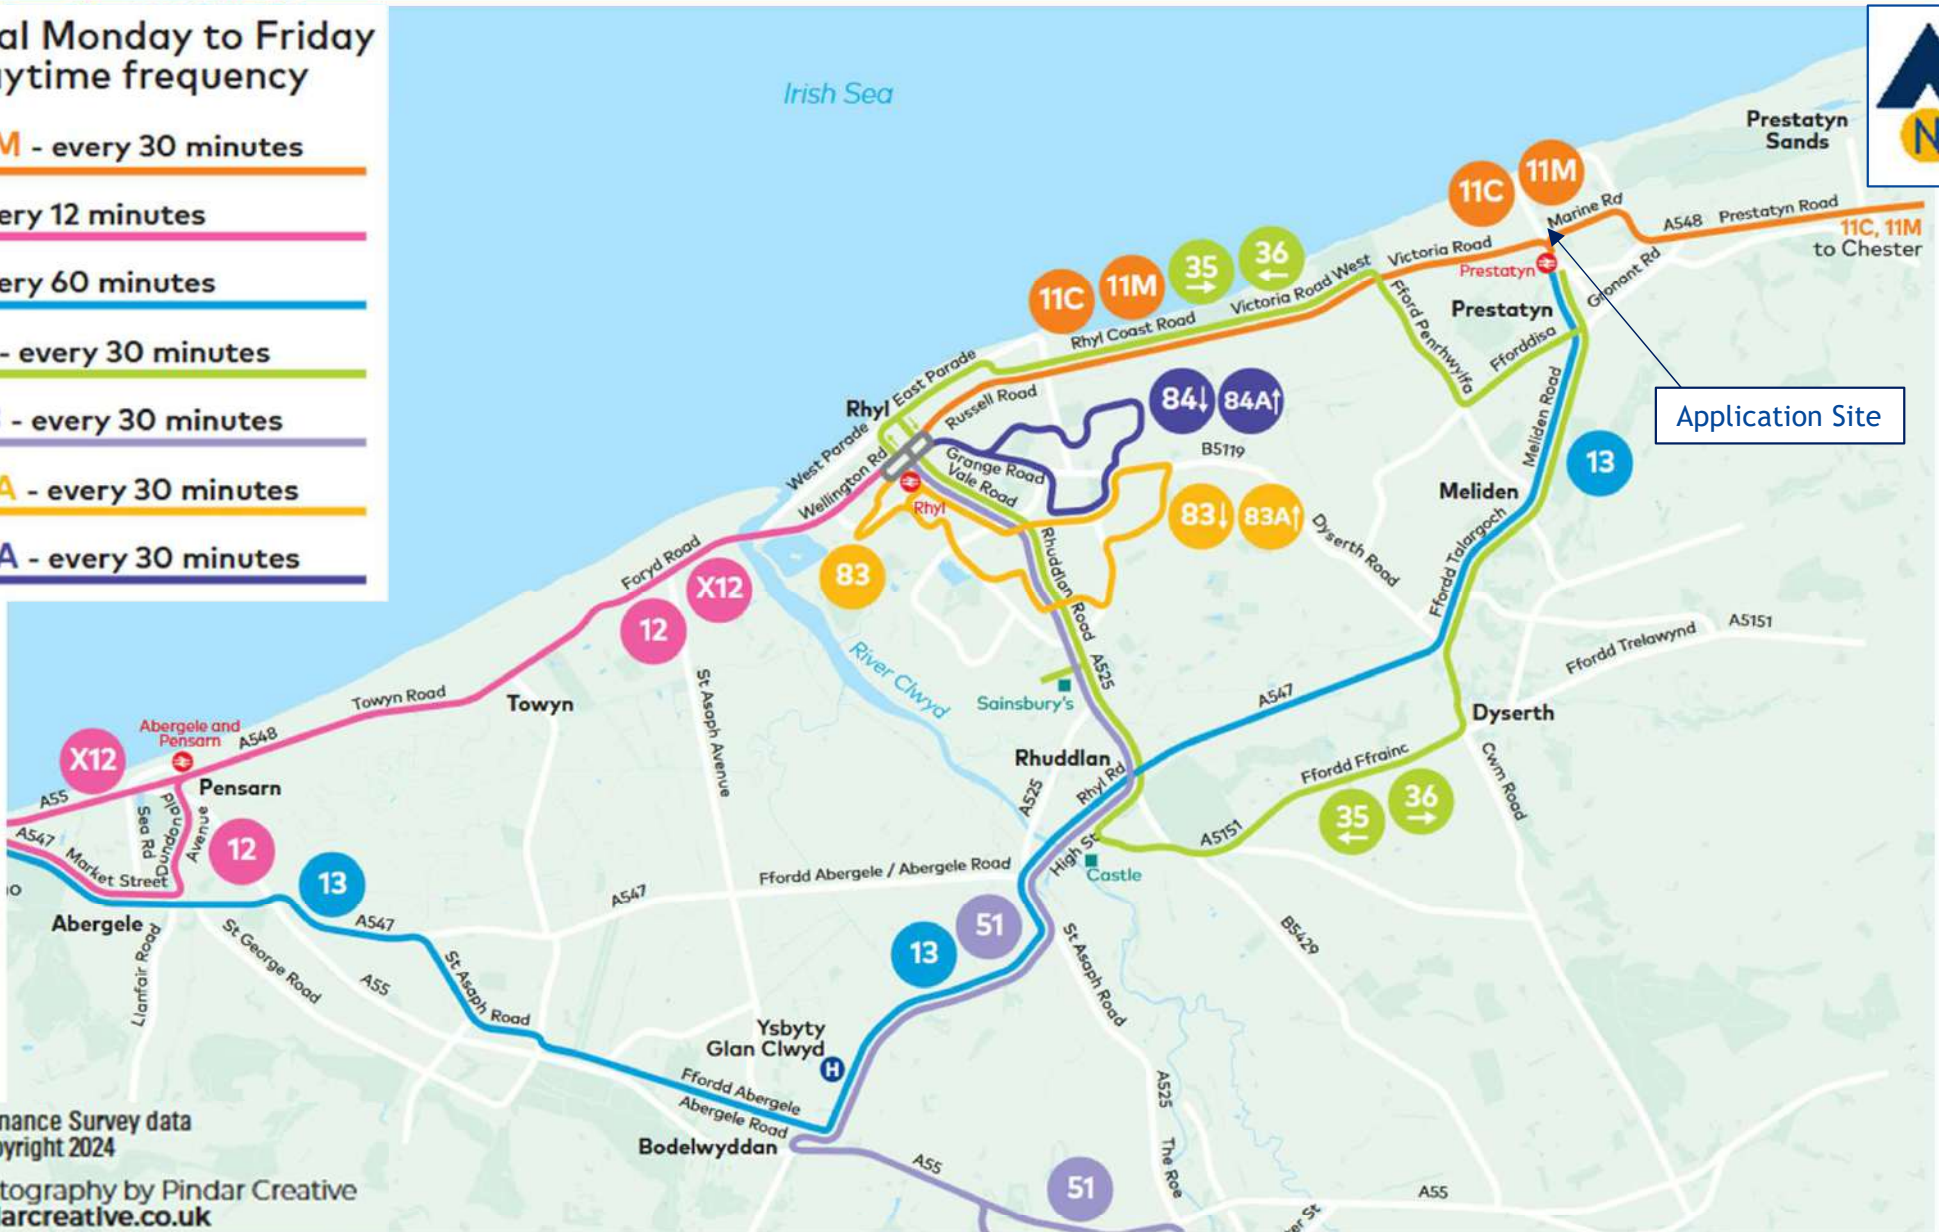 al Monday to Friday
ytime frequency
M - every 30 minutes
ery 12 minutes
ery 60 minutes
- every 30 minutes
- every 30 minutes
A - every 30 minutes
A - every 30 minutes
Irish Sea
Prestatyn
Sands
N
11C
11M
Marine Rd
A548
Prestatyn Road
11C, 11M
to Chester
Victoria Road
Prestatyn
Gronant Rd
Prestatyn
35
36
11C
11M
Victoria Road West
Rhyl Coast Road
Fford Penrhwylfa
Fforddisa
Meliden Road
Application Site
East Parade
Rhyl
Russell Road
84↓
84A↑
West Parade
Wellington Rd
Grange Road
Vale Road
B5119
Meliden
13
Rhyl
83↓
83A↑
Dyserth Road
Ffordd Talargoch
Foryd Road
X12
12
83
Rhuddlan Road
A525
River Clwyd
Sainsbury's
A547
Ffordd Trelawynd
A5151
St Asaph Avenue
Towyn Road
Towyn
Dyserth
Abergele and
Pensarn
A548
X12
Pensarn
A55
Sea Rd
Dundonald
Avenue
A547
Market Street
12
13
Rhuddlan
A525
Rhyl Rd
High St
Castle
Ffordd Ffrainc
35
36
Cwm Road
A5151
Ffordd Abergele / Abergele Road
A547
Abergele
A547
Llanfair Road
St George Road
A55
St Asaph Road
13
51
St Asaph Road
B5429
Ysbyty
Glan Clwyd
H
Ffordd Abergele
Abergele Road
Bodelwyddan
A55
51
A525
The Roe
A55
er St
nance Survey data
yright 2024
tography by Pindar Creative
darcreative.co.uk